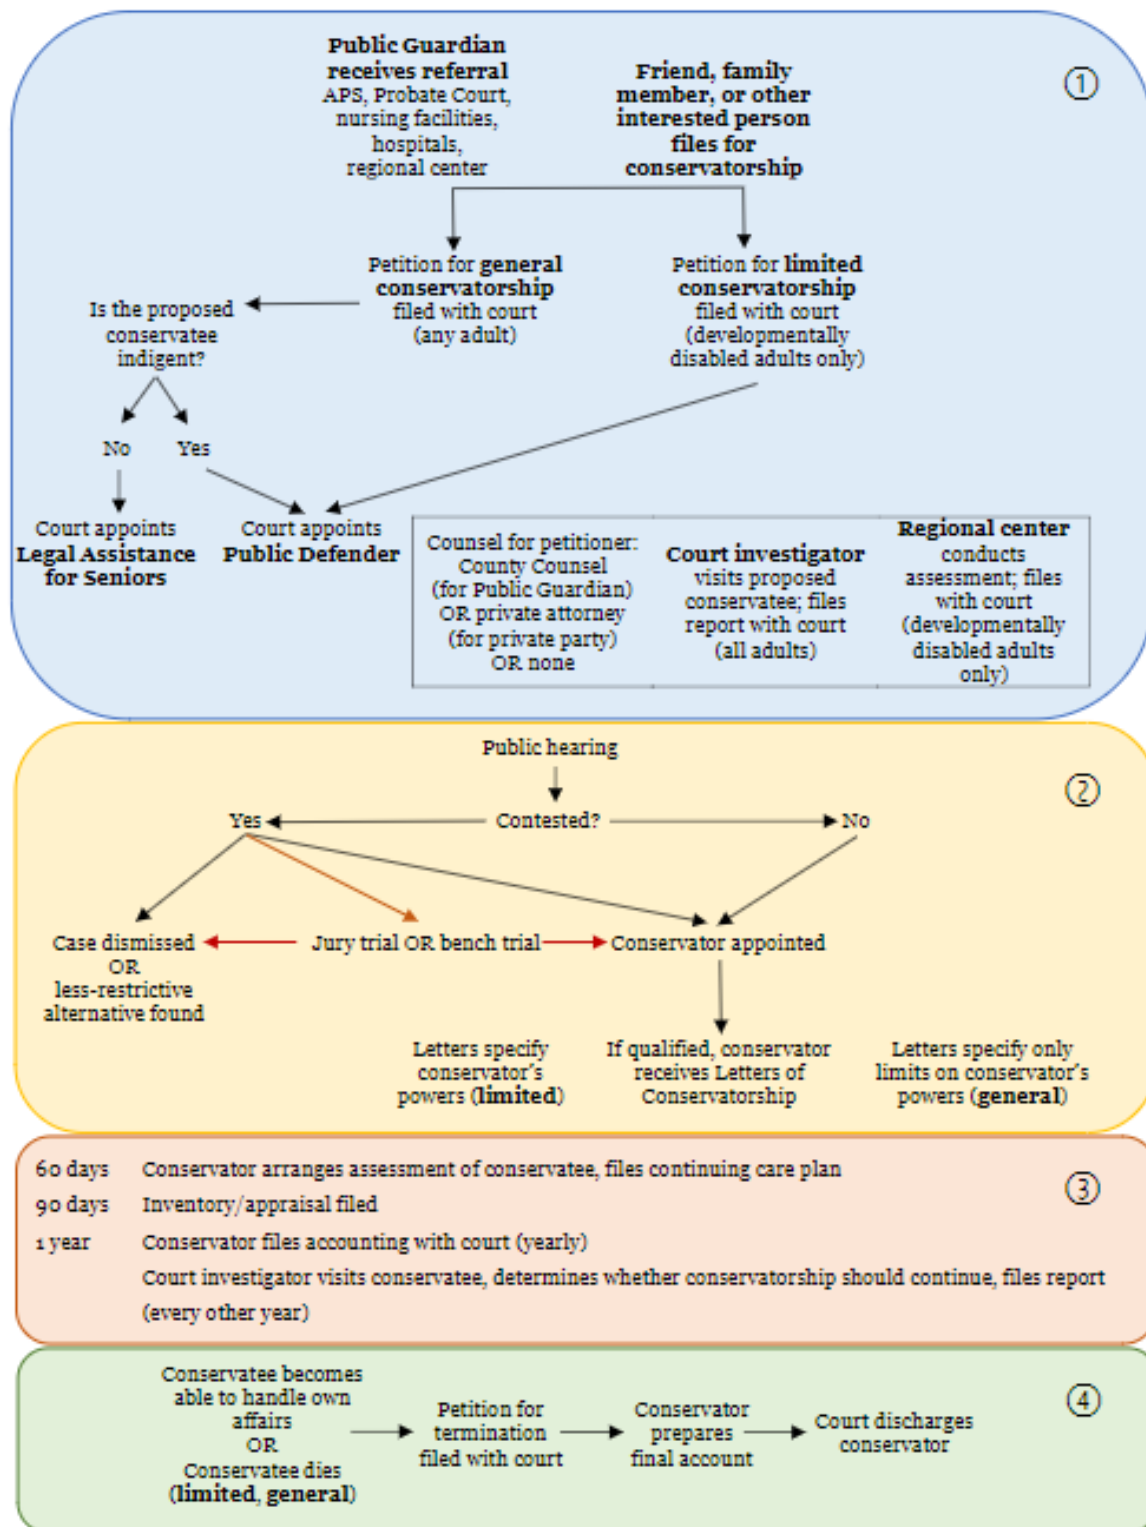 Public Guardian
receives referral
APS, Probate Court,
nursing facilities,
hospitals,
regional center
Friend, family
member, or other
interested person
files for
conservatorship
①
Petition for general
conservatorship
filed with court
(any adult)
Petition for limited
conservatorship
filed with court
(developmentally
disabled adults only)
Is the proposed
conservatee
indigent?
No
Yes
Court appoints
Legal Assistance
for Seniors
Court appoints
Public Defender
Counsel for petitioner:
County Counsel
(for Public Guardian)
OR private attorney
(for private party)
OR none
Court investigator
visits proposed
conservatee; files
report with court
(all adults)
Regional center
conducts
assessment; files
with court
(developmentally
disabled adults
only)
Public hearing
②
Yes
Contested?
No
Case dismissed
OR
less-restrictive
alternative found
Jury trial OR bench trial
Conservator appointed
Letters specify
conservator's
powers (limited)
If qualified, conservator
receives Letters of
Conservatorship
Letters specify only
limits on conservator's
powers (general)
60 days Conservator arranges assessment of conservatee, files continuing care plan
③
90 days Inventory/appraisal filed
1 year Conservator files accounting with court (yearly)
Court investigator visits conservatee, determines whether conservatorship should continue, files report
(every other year)
Conservatee becomes
able to handle own
affairs
OR
Conservatee dies
(limited, general)
Petition for
termination
filed with court
Conservator
prepares
final account
Court discharges
conservator
④